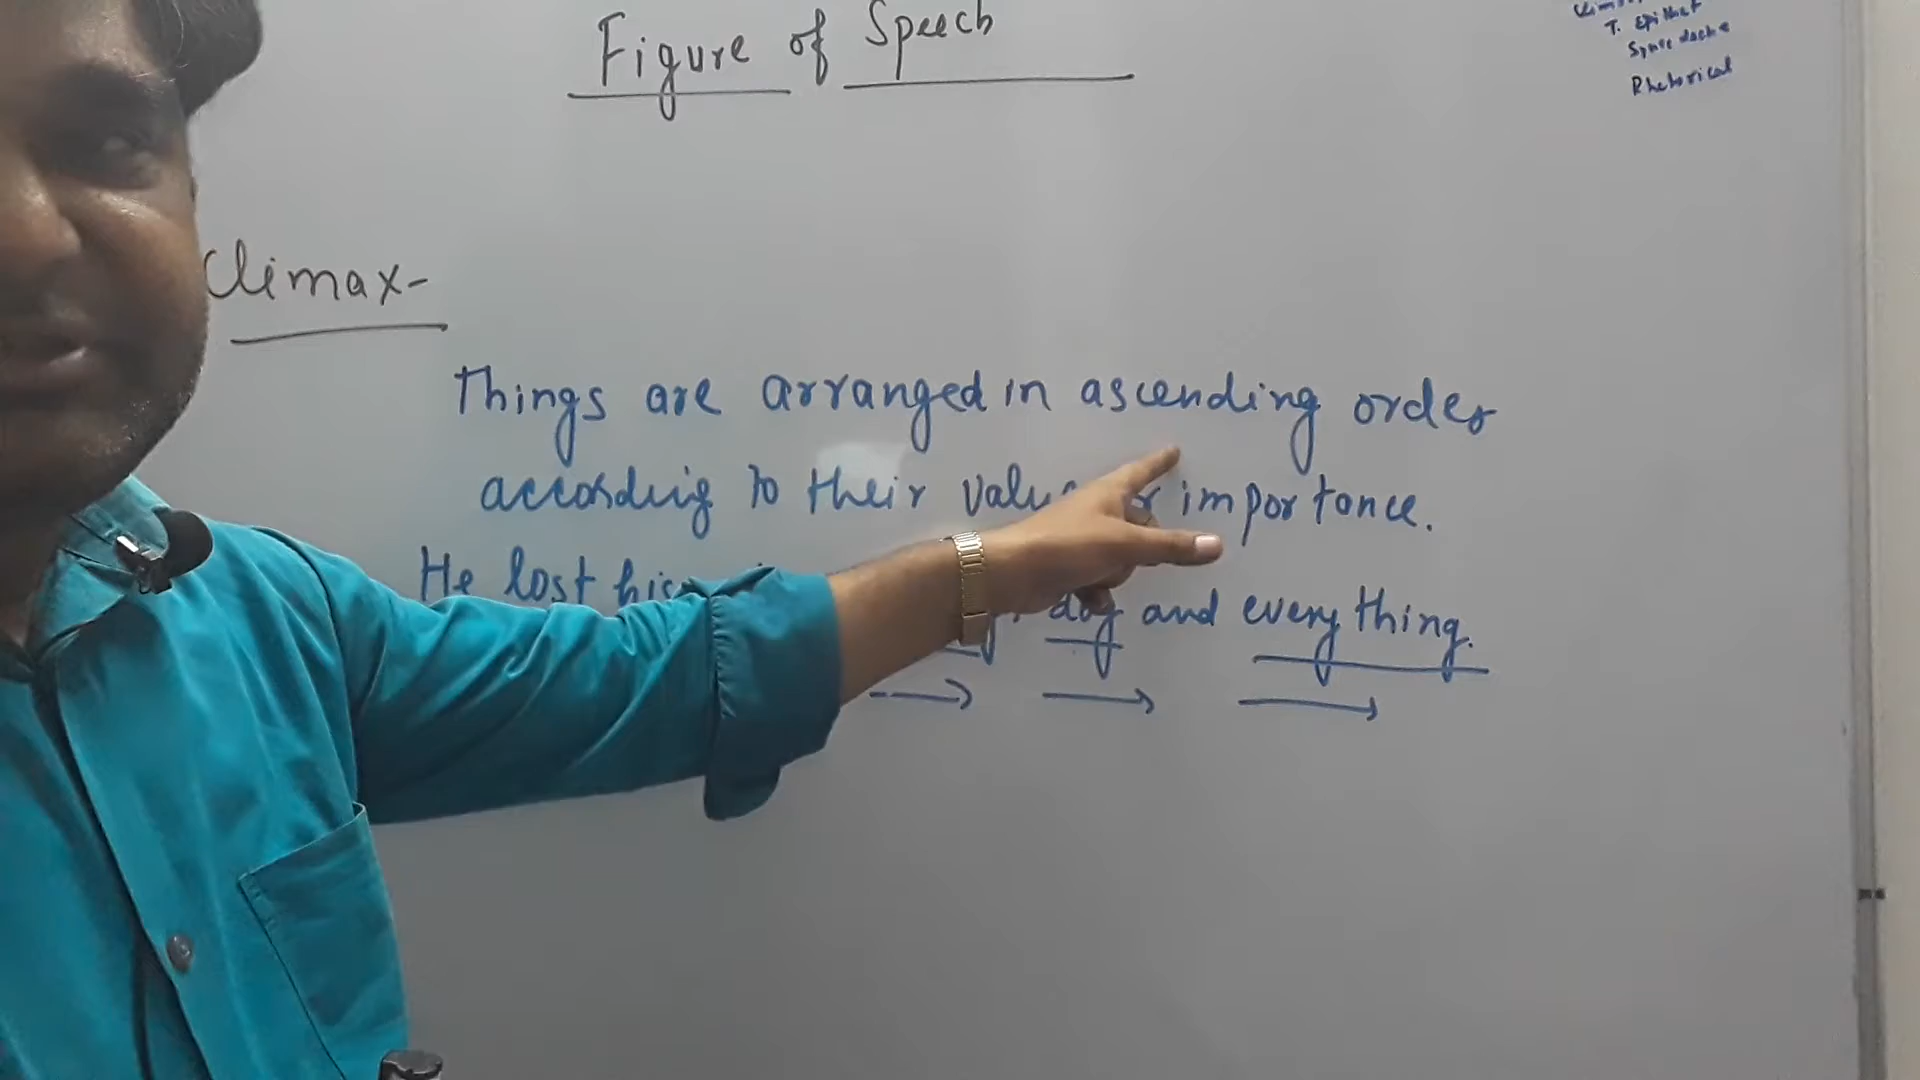 Figure of Speech
T. Epithet
Rhetorical
Climax-
Things are arranged in ascending order
according to their value or importance.
He lost his dog and every thing.